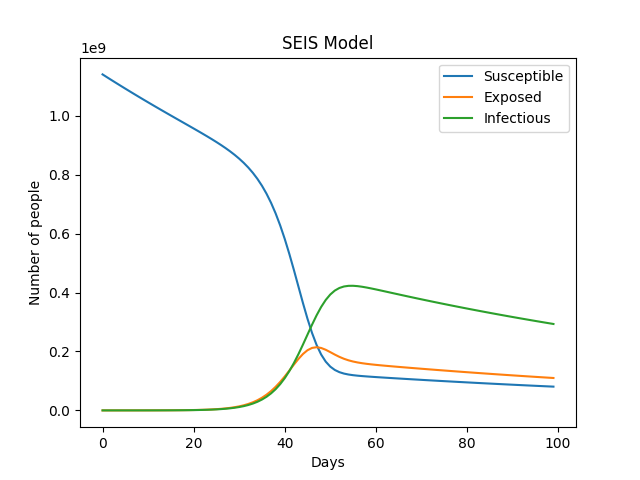 SEIS Model
1e9
Susceptible
Exposed
Infectious
1.0
0.8
0.6
0.4
0.2
0.0
Number of people
0 20 40 60 80 100
Days